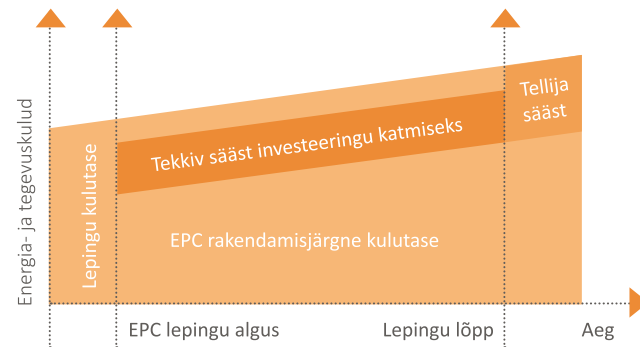 Energia- ja tegevuskulud
Lepingu kulutase
Tekkiv sääst investeeringu katmiseks
Tellija
sääst
EPC rakendamisjärgne kulutase
EPC lepingu algus
Lepingu lõpp
Aeg